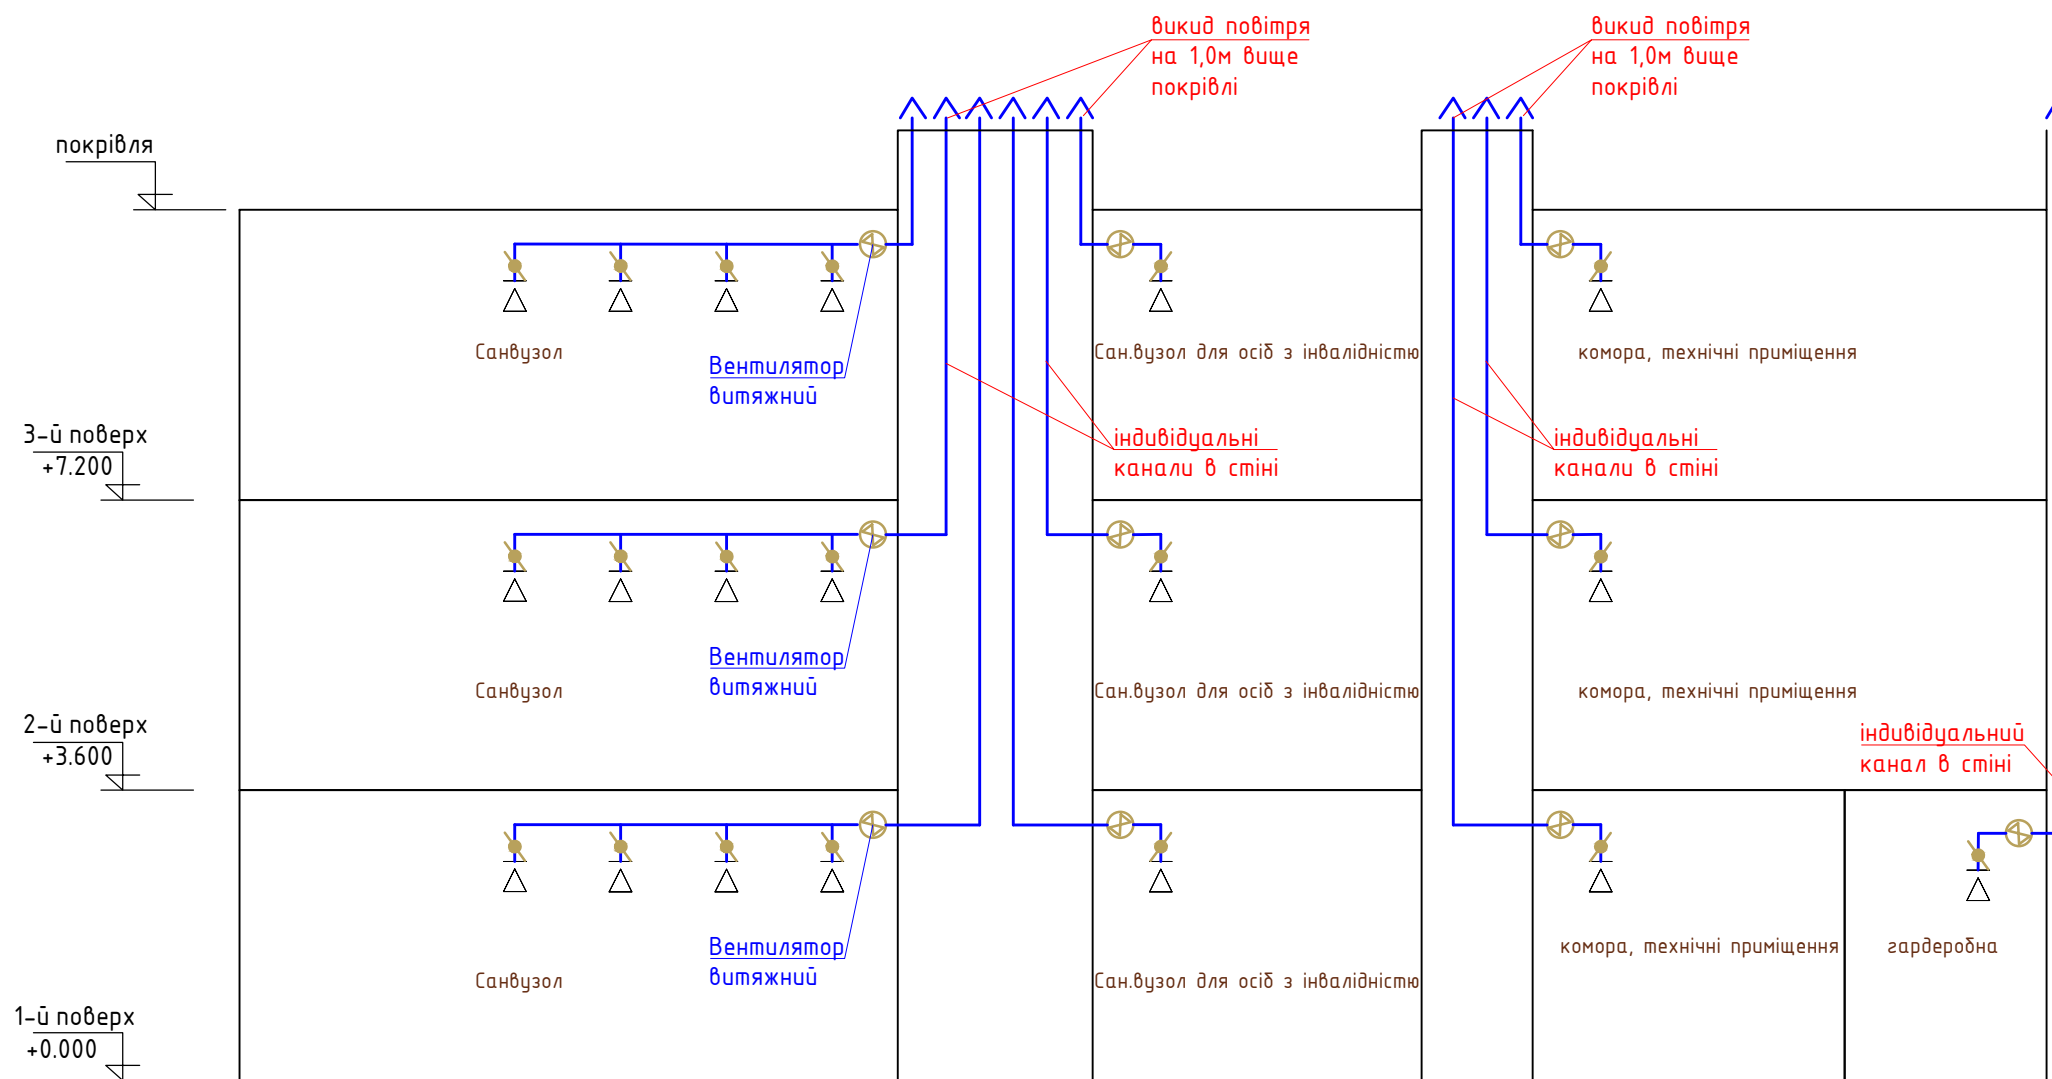 викид повітря
на 1,0м вище
покрівлі
викид повітря
на 1,0м вище
покрівлі
покрівля
Санвузол
Вентилятор
витяжний
Сан.вузол для осіб з інвалідністю
комора, технічні приміщення
3-й поверх
+7.200
індивідуальні
канали в стіні
індивідуальні
канали в стіні
Санвузол
Вентилятор
витяжний
Сан.вузол для осіб з інвалідністю
комора, технічні приміщення
2-й поверх
+3.600
індивідуальний
канал в стіні
Санвузол
Вентилятор
витяжний
Сан.вузол для осіб з інвалідністю
комора, технічні приміщення
гардеробна
1-й поверх
+0.000